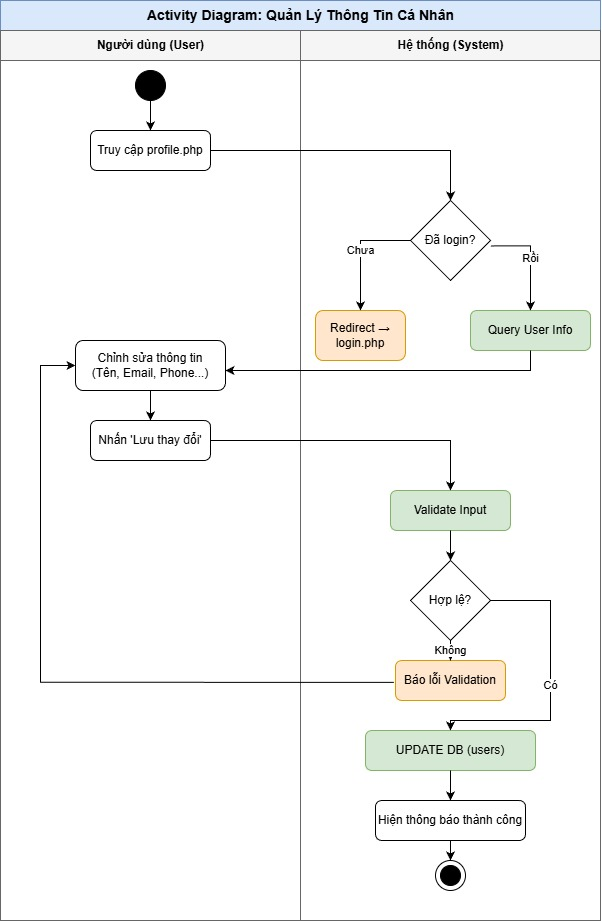 Activity Diagram: Quản Lý Thông Tin Cá Nhân
Người dùng (User)
Hệ thống (System)
Truy cập profile.php
Đã login?
Chưa
Rồi
Redirect →
login.php
Query User Info
Chỉnh sửa thông tin
(Tên, Email, Phone...)
Nhấn 'Lưu thay đổi'
Validate Input
Hợp lệ?
Không
Báo lỗi Validation
Có
UPDATE DB (users)
Hiện thông báo thành công